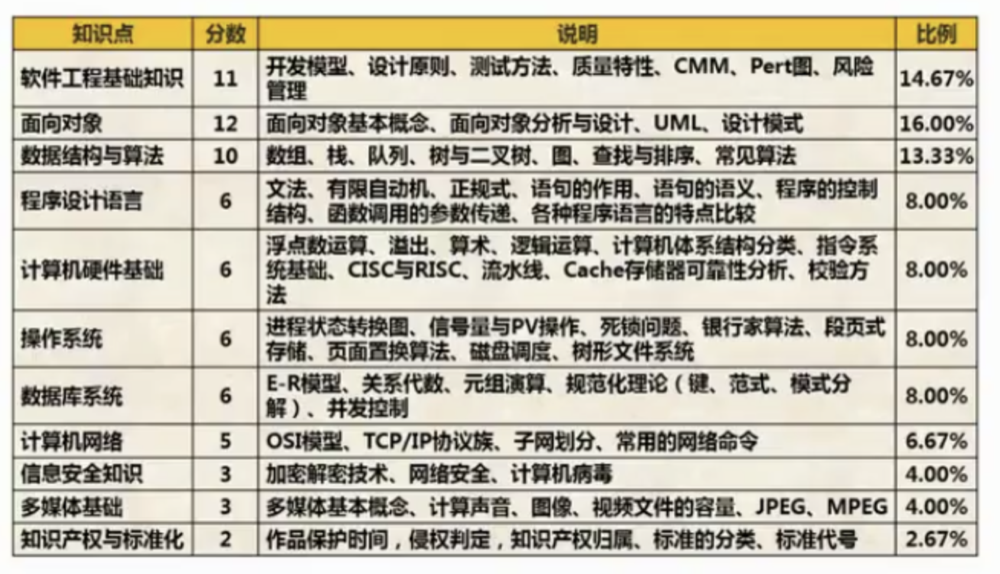 知识点 分数 说明 比例
软件工程基础知识 11 开发模型、设计原则、测试方法、质量特性、CMM、Pert图、风险
管理 14.67%
面向对象 12 面向对象基本概念、面向对象分析与设计、UML、设计模式 16.00%
数据结构与算法 10 数组、栈、队列、树与二叉树、图、查找与排序、常见算法 13.33%
程序设计语言 6 文法、有限自动机、正规式、语句的作用、语句的语义、程序的控制
结构、函数调用的参数传递、各种程序语言的特点比较 8.00%
计算机硬件基础 6 浮点数运算、溢出、算术、逻辑运算、计算机体系结构分类、指令系
统基础、CISC与RISC、流水线、Cache存储器可靠性分析、校验方
法 8.00%
操作系统 6 进程状态转换图、信号量与PV操作、死锁问题、银行家算法、段页式
存储、页面置换算法、磁盘调度、树形文件系统 8.00%
数据库系统 6 E-R模型、关系代数、元组演算、规范化理论（键、范式、模式分
解）、并发控制 8.00%
计算机网络 5 OSI模型、TCP/IP协议族、子网划分、常用的网络命令 6.67%
信息安全知识 3 加密解密技术、网络安全、计算机病毒 4.00%
多媒体基础 3 多媒体基本概念、计算声音、图像、视频文件的容量、JPEG、MPEG 4.00%
知识产权与标准化 2 作品保护时间，侵权判定，知识产权归属、标准的分类、标准代号 2.67%